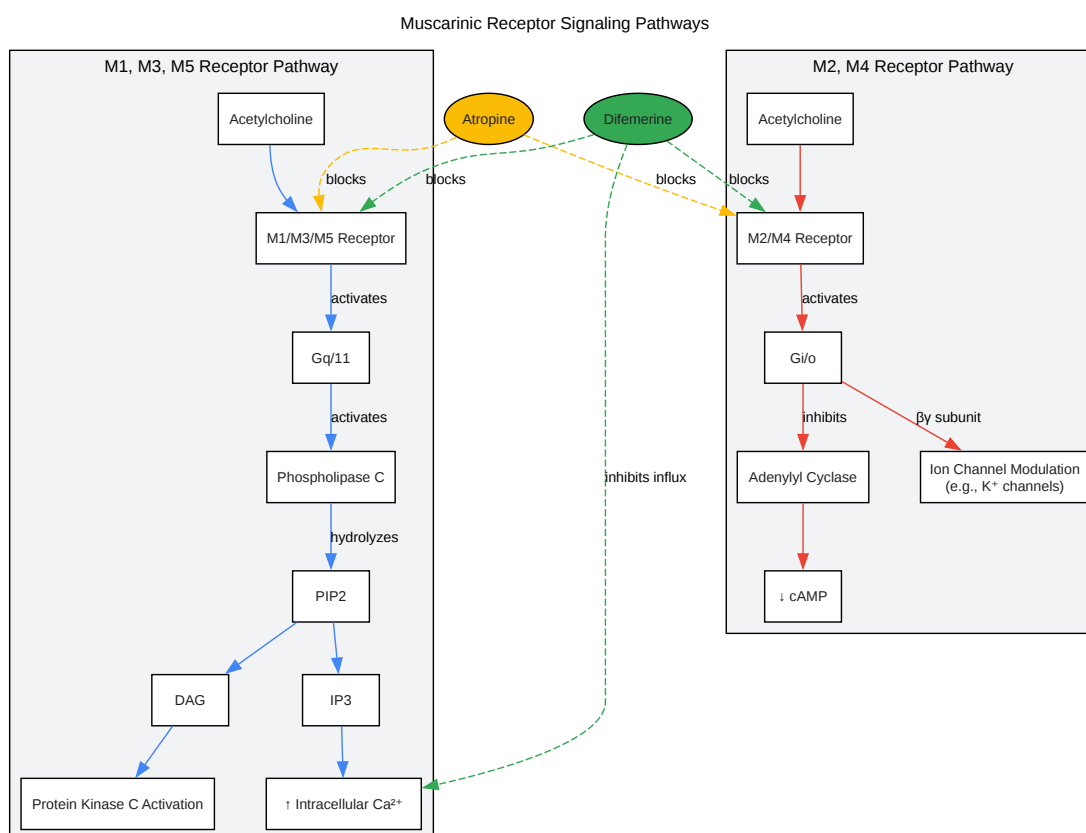 Muscarinic Receptor Signaling Pathways
M1, M3, M5 Receptor Pathway
M2, M4 Receptor Pathway
Acetylcholine
Atropine
Difemerine
Acetylcholine
blocks
blocks
blocks
blocks
M1/M3/M5 Receptor
M2/M4 Receptor
activates
activates
Gq/11
Gi/o
activates
inhibits
βγ subunit
Phospholipase C
inhibits influx
Adenylyl Cyclase
Ion Channel Modulation
(e.g., K⁺ channels)
hydrolyzes
PIP2
↓ cAMP
DAG
IP3
Protein Kinase C Activation
↑ Intracellular Ca²⁺